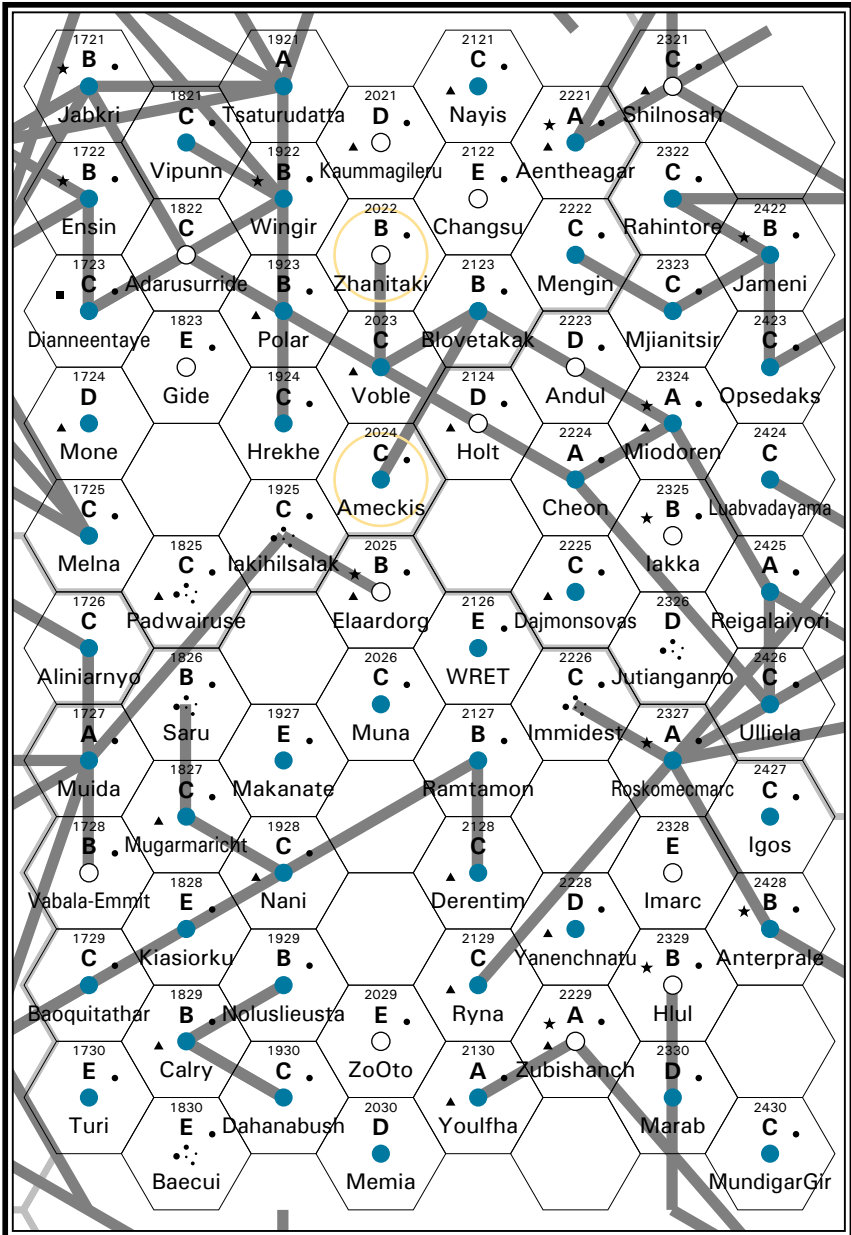 1721
B
Jabkri
1921
A
Tsaturudatta
2121
C
Nayis
2321
C
Shilnosah
1821
C
Vipunn
2021
D
Kaummagileru
2221
A
Aentheagar
1722
B
Ensin
1922
B
Wingir
2122
E
Changsu
2322
C
Rahintore
1822
C
Adarusurride
2022
B
Zhanitaki
2222
C
Mengin
2422
B
Jameni
1723
C
Dianneentaye
1923
B
Polar
2123
B
Blovetakak
2323
C
Mjianitsir
1823
E
Gide
2023
C
Voble
2223
D
Andul
2423
C
Opsedaks
1724
D
Mone
1924
C
Hrekhe
2124
D
Holt
2324
A
Miodoren
2024
C
Ameckis
2224
A
Cheon
2424
C
Luabvadayama
1725
C
Melna
1925
C
Iakihilsalak
2325
B
Iakka
1825
C
Padwairuse
2025
B
Elaardorg
2225
C
Dajmonsovas
2425
A
Reigalaiyori
1726
C
Aliniarnyo
2126
E
WRET
2326
D
Jutianganno
1826
B
Saru
2026
C
Muna
2226
C
Immidest
2426
C
Ulliela
1727
A
Muida
1927
E
Makanate
2127
B
Ramtamon
2327
A
Roskomecmarc
1827
C
Mugarmaricht
2427
C
Igos
1728
B
Vabala-Emmit
1928
C
Nani
2128
C
Derentim
2328
E
Imarc
1828
E
Kiasiorku
2228
D
Yanenchnatu
2428
B
Anterprale
1729
C
Baoquitathar
1929
B
Noluslieusta
2129
C
Ryna
2329
B
Hlul
1829
B
Calry
2029
E
ZoOto
2229
A
Zubishanch
1730
E
Turi
1930
C
Dahanabush
2130
A
Youlfha
2330
D
Marab
1830
E
Baecui
2030
D
Memia
2430
C
MundigarGir